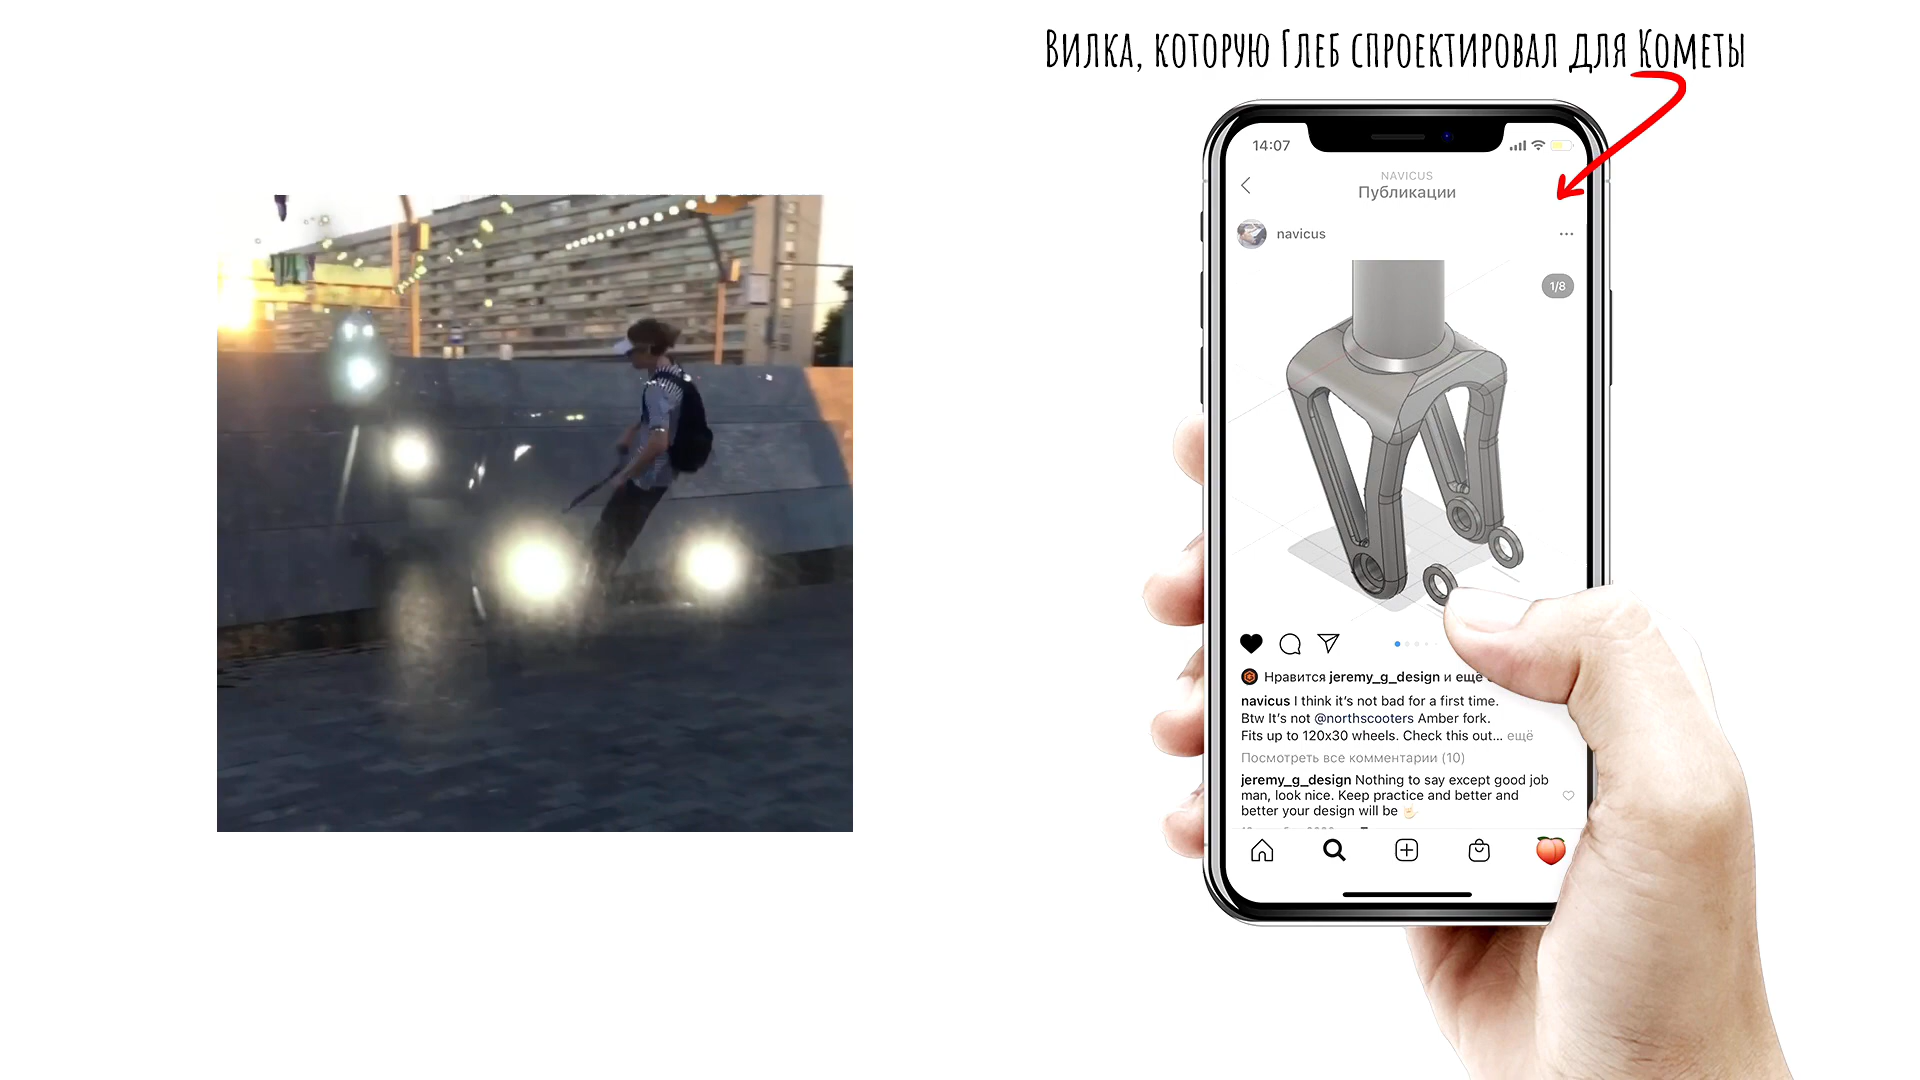 Вилка, которую Глеб спроектировал для Кометы
14:07
NAVICUS
Публикации
navicus
1/8
Нравится jeremy_g_design и ещё
navicus I think it's not bad for a first time.
Btw It's not @northscooters Amber fork.
Fits up to 120x30 wheels. Check this out... ещё
Посмотреть все комментарии (10)
jeremy_g_design Nothing to say except good job
man, look nice. Keep practice and better and
better your design will be 👌🏻